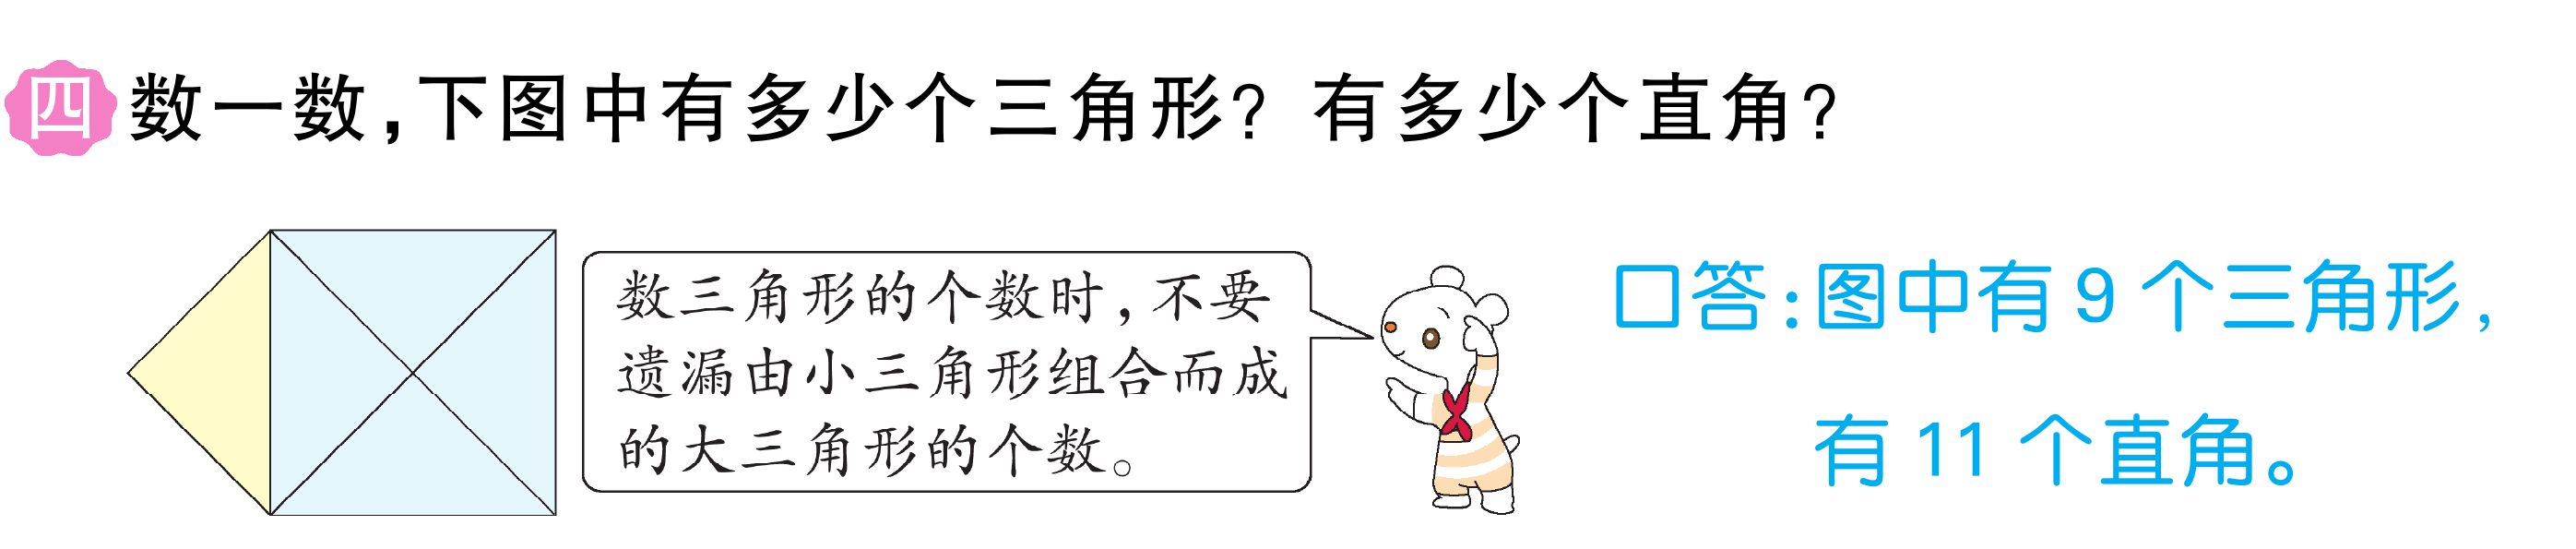 四 数一数,下图中有多少个三角形? 有多少个直角?
数三角形的个数时,不要
遗漏由小三角形组合而成
的大三角形的个数。
口答:图中有9个三角形,
有11个直角。